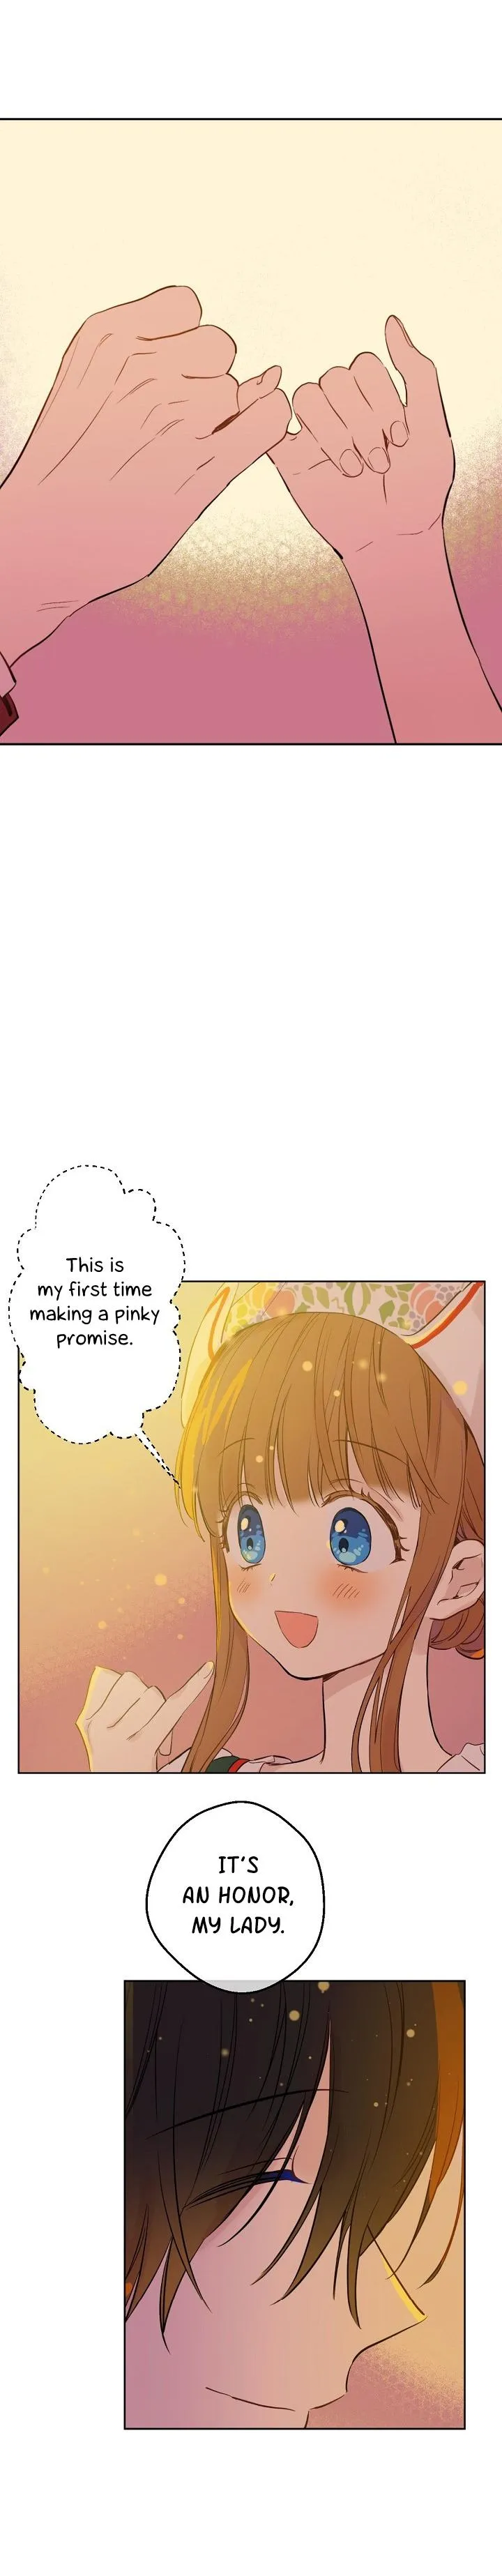 This is
my first time
making a pinky
promise.
IT'S
AN HONOR,
MY LADY.